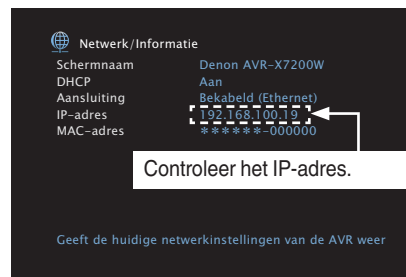 Netwerk/Informatie
Schermnaam Denon AVR-X7200W
DHCP Aan
Aansluiting Bekabeld (Ethernet)
IP-adres 192.168.100.19
MAC-adres ******-000000
Controleer het IP-adres.
Geeft de huidige netwerkinstellingen van de AVR weer